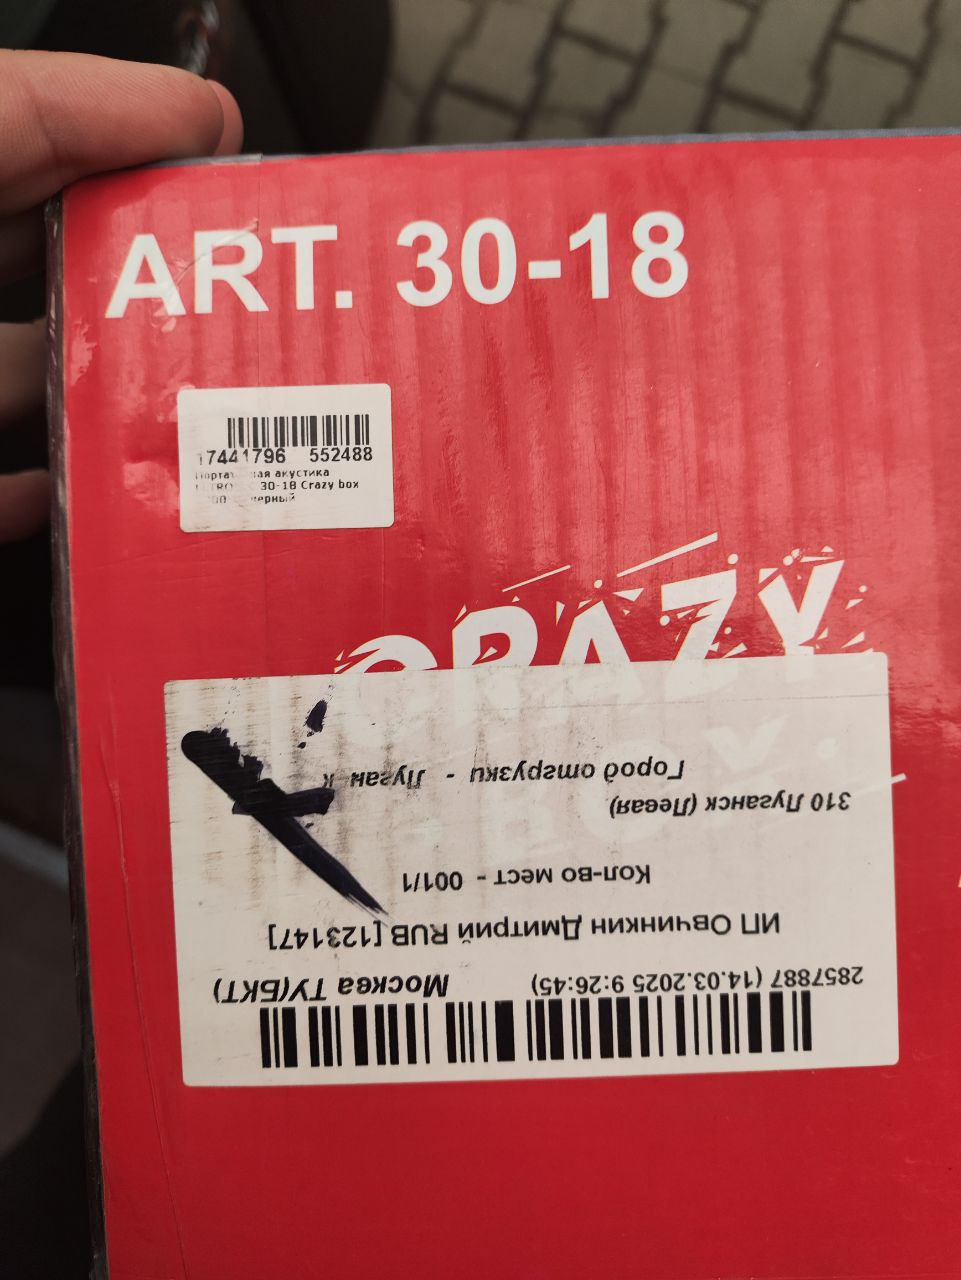 ART. 30-18
17441796 552488
акустика
30-18 Crazy box
CRAZY
Город отгрузки -
310 Луганск (Левая)
Кол-во мест - 001/1
ИП Овчинкин Дмитрий RUB [123147]
2857887 (14.03.2025 9:26:45) Москва ТУ(БКТ)